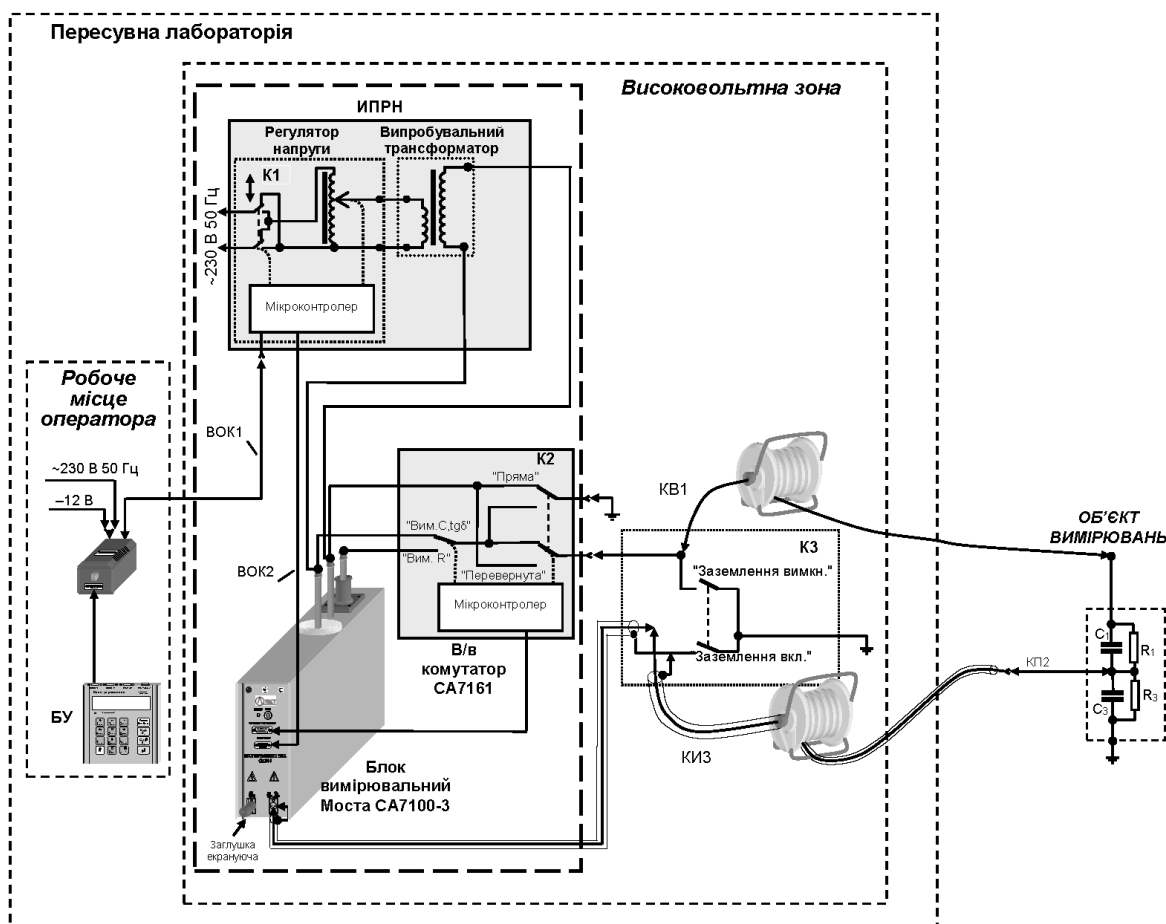 Пересувна лабораторія
Високовольтна зона
ИПРН
Регулятор
напруги
Випробувальний
трансформатор
К1
~230 В 50 Гц
Мікроконтролер
Робоче
місце
оператора
~230 В 50 Гц
–12 В
БУ
ВОК1
ВОК2
К2
"Пряма"
"Вим.С,tgδ"
"Вим. R"
"Перевернута"
Мікроконтролер
В/в
комутатор
СА7161
КВ1
К3
"Заземлення вимкн."
"Заземлення вкл."
ОБ'ЄКТ
ВИМІРЮВАНЬ
C1
R1
КП2
C3
R3
КИЗ
Блок
вимірювальний
Моста СА7100-3
Заглушка
екрануюча